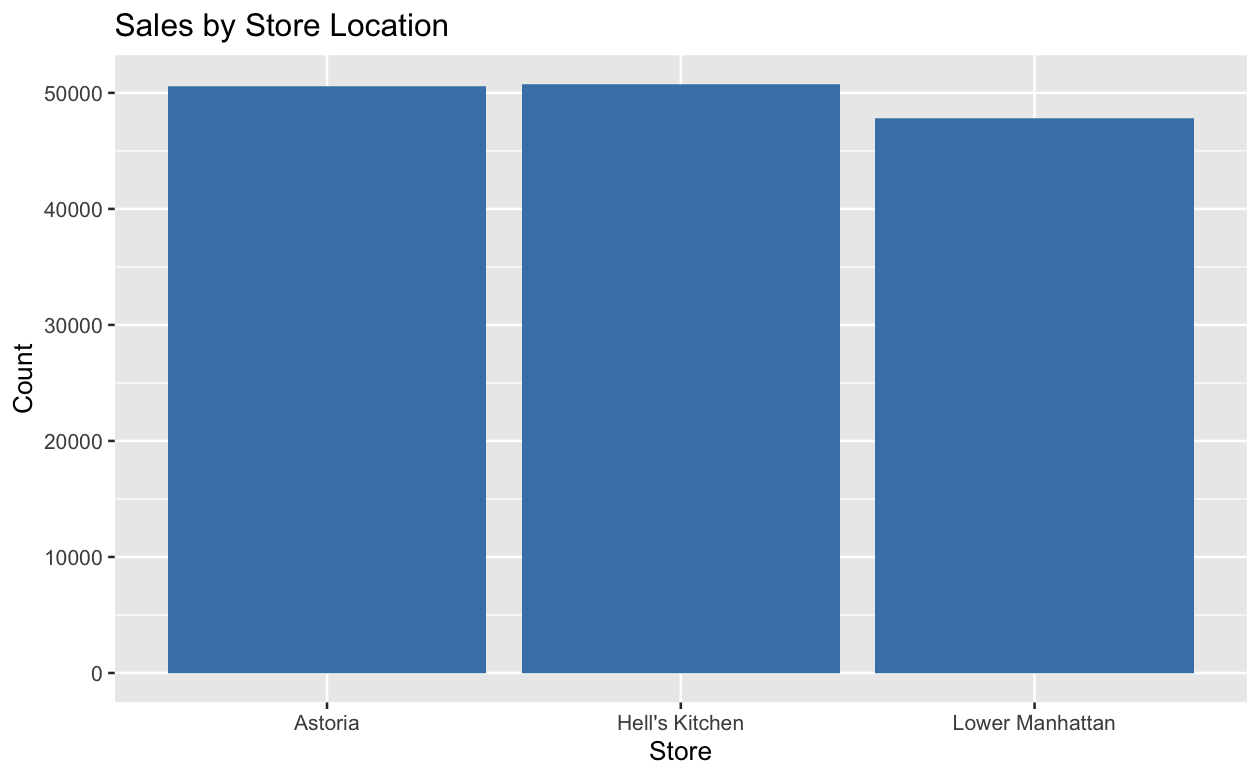 Sales by Store Location
50000
40000
30000
20000
10000
0
Count
Astoria
Hell's Kitchen
Lower Manhattan
Store